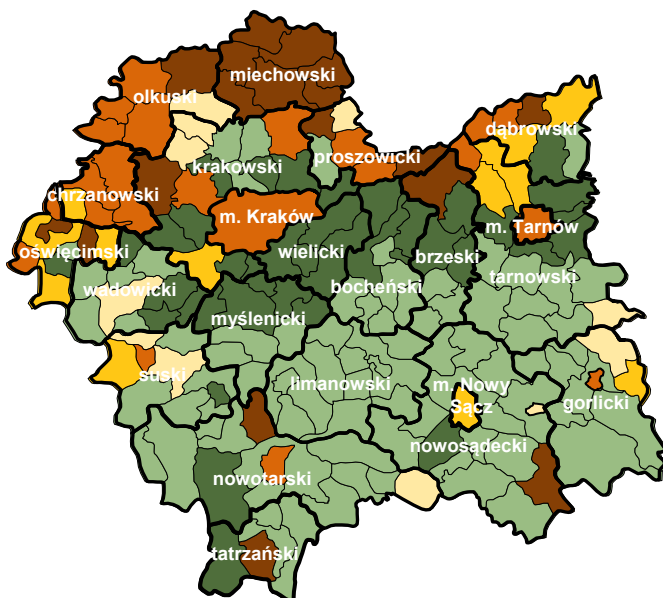 miechowski
olkuski
dąbrowski
proszowicki
krakowski
chrzanowski
m. Kraków
m. Tarnów
oświęcimski
wielicki
brzeski
tarnowski
wadowicki
bocheński
myślenicki
suski
limanowski
m. Nowy
Sącz
gorlicki
nowosądecki
nowotarski
tatrzański